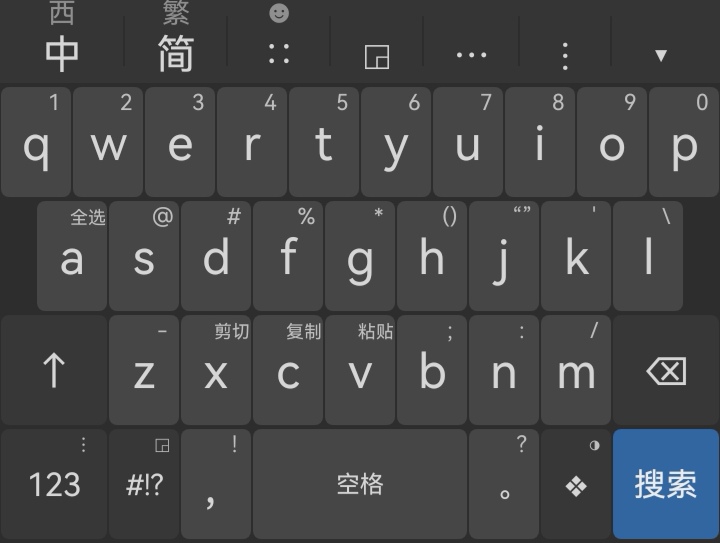 西 繁 ☻
中 简 ∷ ⋯ ⋮ ▼
1 2 3 4 5 6 7 8 9 0
q w e r t y u i o p
全选 @ # % * () “” ' \
a s d f g h j k l
- 剪切 复制 粘贴 ; : /
↑ z x c v b n m ⌫
⋮ ! ? ◑
123 #!? , 空格 。 ❖ 搜索